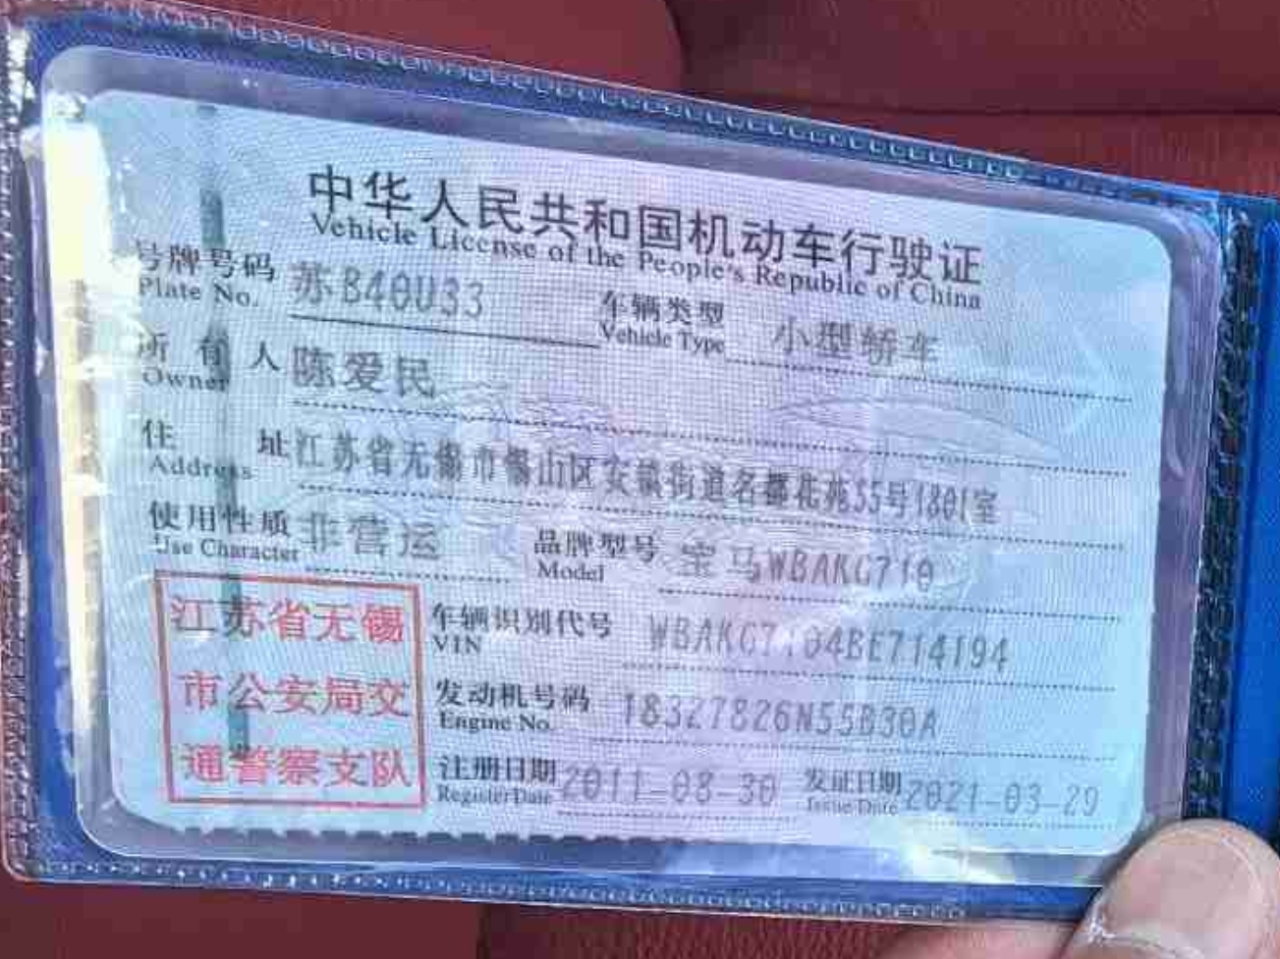 中华人民共和国机动车行驶证
Vehicle License of the People's Republic of China
号牌号码 苏B40U33 车辆类型 小型轿车
Plate No. Vehicle Type
所有人 陈爱民
Owner
住址 江苏省无锡市锡山区安镇街道名都花苑55号1801室
Address
使用性质 非营运 品牌型号 宝马WBAKC710
Use Character Model
江苏省无锡
市公安局交
通警察支队
车辆识别代号
VIN
发动机号码 18327826N55B30A
Engine No.
注册日期 2011-08-30 发证日期 2021-03-29
Register Date Issue Date